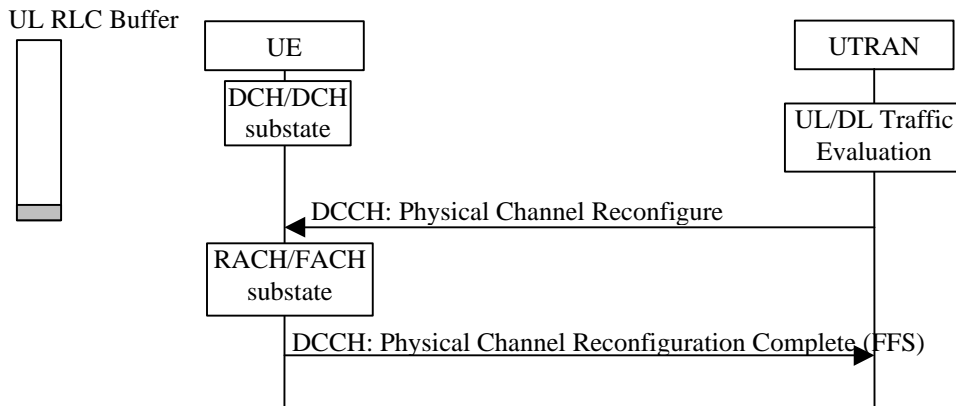 UL RLC Buffer
UE
UTRAN
DCH/DCH
substate
UL/DL Traffic
Evaluation
DCCH: Physical Channel Reconfigure
RACH/FACH
substate
DCCH: Physical Channel Reconfiguration Complete (FFS)